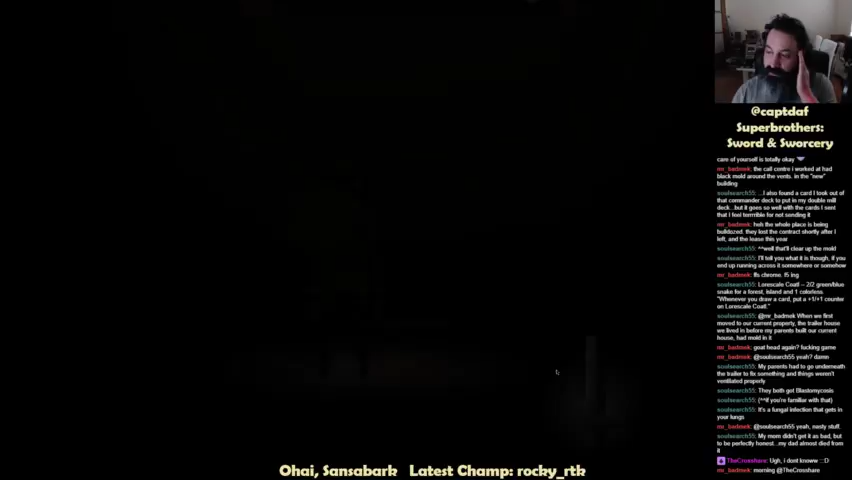 @captdaf
Superbrothers:
Sword & Sworcery
care of yourself is totally okay
mr_badmek: the call centre i worked at had
black mold around the vents. in the "new"
building
soulsearch55: ...I also found a card I took out of
that commander deck to put in my double mill
deck...but it goes so well with the cards I sent
that I feel terrrible for not sending it
mr_badmek: heh the whole place is being
bulldozed. they lost the contract shortly after I
left, and the lease this year
soulsearch55: ^^well that'll clear up the mold
soulsearch55: I'll tell you what it is though, if you
end up running across it somewhere or somehow
mr_badmek: ffs chrome. f5 ing
soulsearch55: Lorescale Coatl – 2/2 green/blue
snake for a forest, island and 1 colorless.
"Whenever you draw a card, put a +1/+1 counter
on Lorescale Coatl."
soulsearch55: @mr_badmek When we first
moved to our current property, the trailer house
we lived in before my parents built our current
house, had mold in it
mr_badmek: goat head again? fucking game
mr_badmek: @soulsearch55 yeah? damn
soulsearch55: My parents had to go underneath
the trailer to fix something and things weren't
ventilated properly
soulsearch55: They both got Blastomycosis
soulsearch55: (^^if you're familiar with that)
soulsearch55: It's a fungal infection that gets in
your lungs
mr_badmek: @soulsearch55 yeah, nasty stuff.
soulsearch55: My mom didn't get it as bad, but
to be perfectly honest...my dad almost died from
it
TheCrosshare: Ugh, i dont knoww :::D
mr_badmek: morning @TheCrosshare
Ohai, Sansabark Latest Champ: rocky_rtk